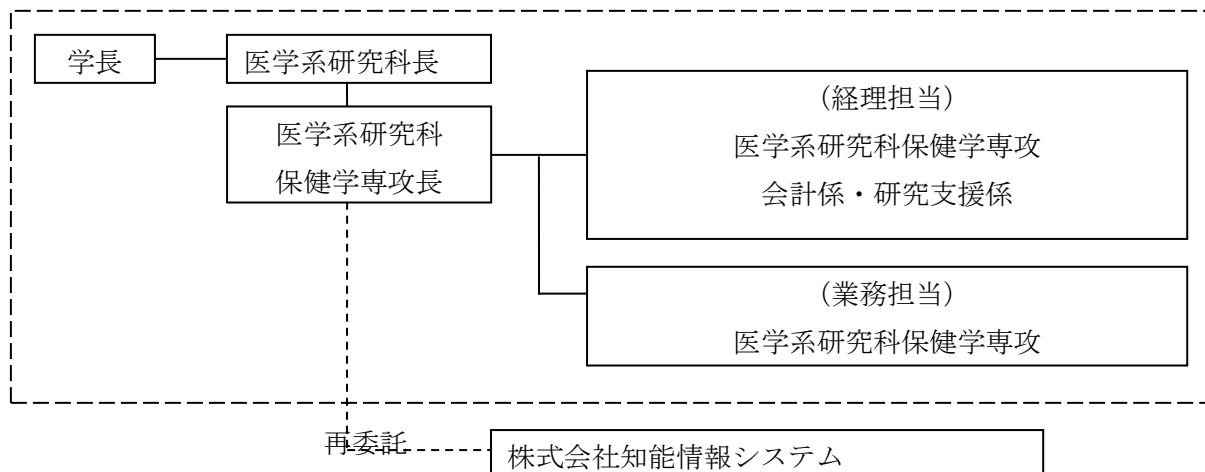 学長
医学系研究科長
医学系研究科
保健学専攻長
（経理担当）
医学系研究科保健学専攻
会計係・研究支援係
（業務担当）
医学系研究科保健学専攻
再委託
株式会社知能情報システム